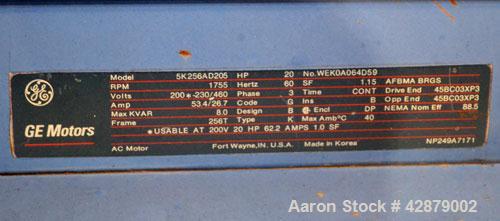 Model 5K256AD205 HP 20 No. WEK0A064D59
RPM 1755 Hertz 60 SF 1.15 AFBMA BRGS
Volts 200*-230/460 Phase 3 Time CONT Drive End 45BC03XP3
Amp 53.4/26.7 Code G Ins B Opp End 45BC03XP3
Max KVAR 8.0 Design B Encl DP NEMA Nom Eff 88.5
Frame 256T Type K Max Amb°C 40
*USABLE AT 200V 20 HP 62.2 AMPS 1.0 SF
GE Motors
AC Motor Fort Wayne, IN. U.S.A. Made in Korea NP249A7171
Aaron Stock # 42879002